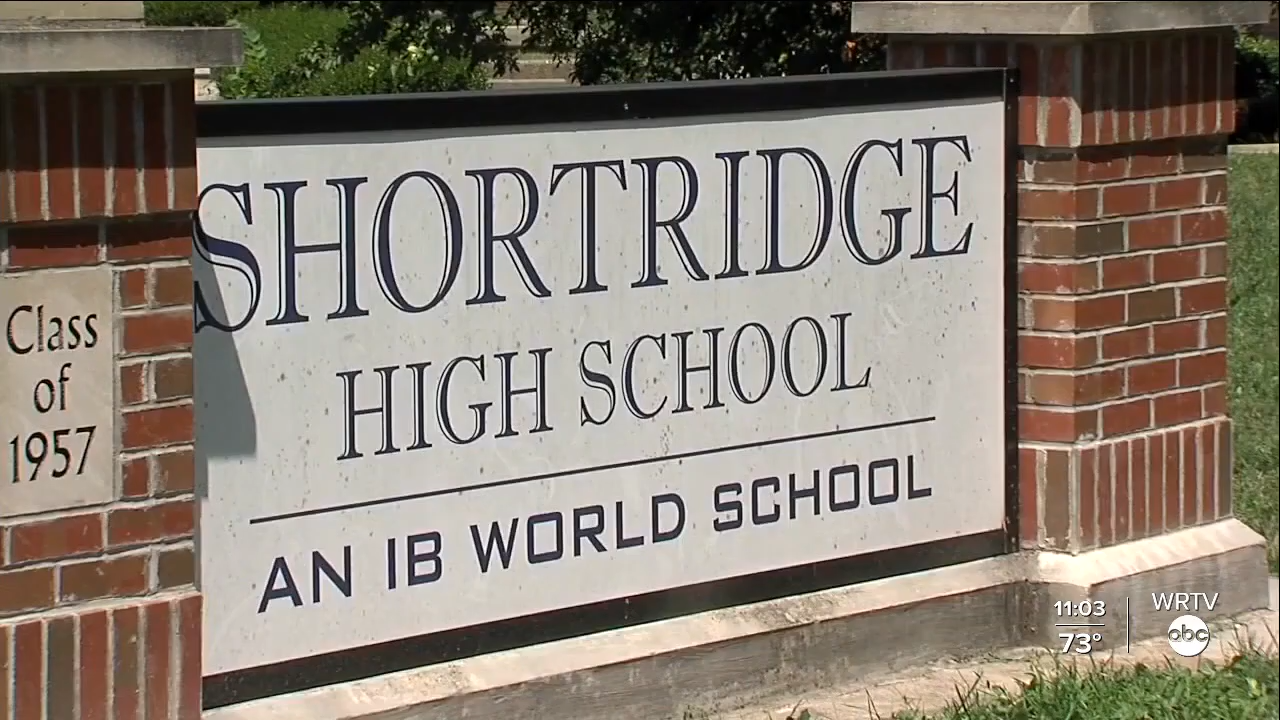 Class
of
1957
SHORTRIDGE
HIGH SCHOOL
AN IB WORLD SCHOOL
11:03
73°
WRTV
abc